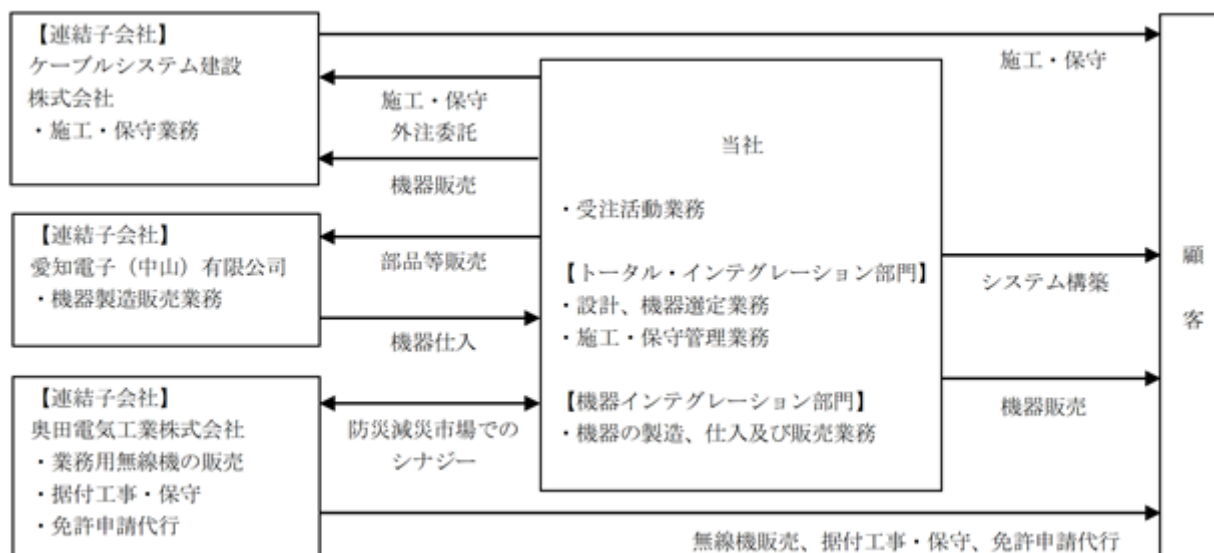 【連結子会社】
ケーブルシステム建設
株式会社
・施工・保守業務
施工・保守
外注委託
機器販売
施工・保守
【連結子会社】
愛知電子（中山）有限公司
・機器製造販売業務
部品等販売
機器仕入
【連結子会社】
奥田電気工業株式会社
・業務用無線機の販売
・据付工事・保守
・免許申請代行
防災減災市場での
シナジー
当社
・受注活動業務
【トータル・インテグレーション部門】
・設計、機器選定業務
・施工・保守管理業務
【機器インテグレーション部門】
・機器の製造、仕入及び販売業務
システム構築
機器販売
無線機販売、据付工事・保守、免許申請代行
顧
客